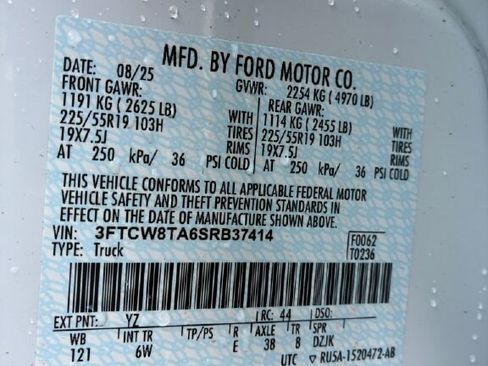 MFD. BY FORD MOTOR CO.
DATE: 08/25 GVWR: 2254 KG ( 4970 LB)
FRONT GAWR: REAR GAWR:
1191 KG ( 2625 LB) WITH 1114 KG ( 2455 LB) WITH
225/55R19 103H TIRES 225/55R19 103H TIRES
19X7.5J RIMS 19X7.5J RIMS
AT 250 kPa/ 36 PSI COLD AT 250 kPa/ 36 PSI COLD
THIS VEHICLE CONFORMS TO ALL APPLICABLE FEDERAL MOTOR
VEHICLE SAFETY AND THEFT PREVENTION STANDARDS IN
EFFECT ON THE DATE OF MANUFACTURE SHOWN ABOVE.
VIN: 3FTCW8TA6SRB37414 F0062
TYPE: Truck T0236
EXT PNT: YZ RC: 44 DSO:
WB INT TR TP/PS R AXLE TR SPR
121 6W E 38 8 DZJK
UTC RU5A-1520472-AB